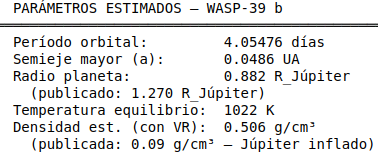 PARÁMETROS ESTIMADOS — WASP-39 b
Período orbital: 4.05476 días
Semieje mayor (a): 0.0486 UA
Radio planeta: 0.882 R_Júpiter
(publicado: 1.270 R_Júpiter)
Temperatura equilibrio: 1022 K
Densidad est. (con VR): 0.506 g/cm³
(publicada: 0.09 g/cm³ — Júpiter inflado)